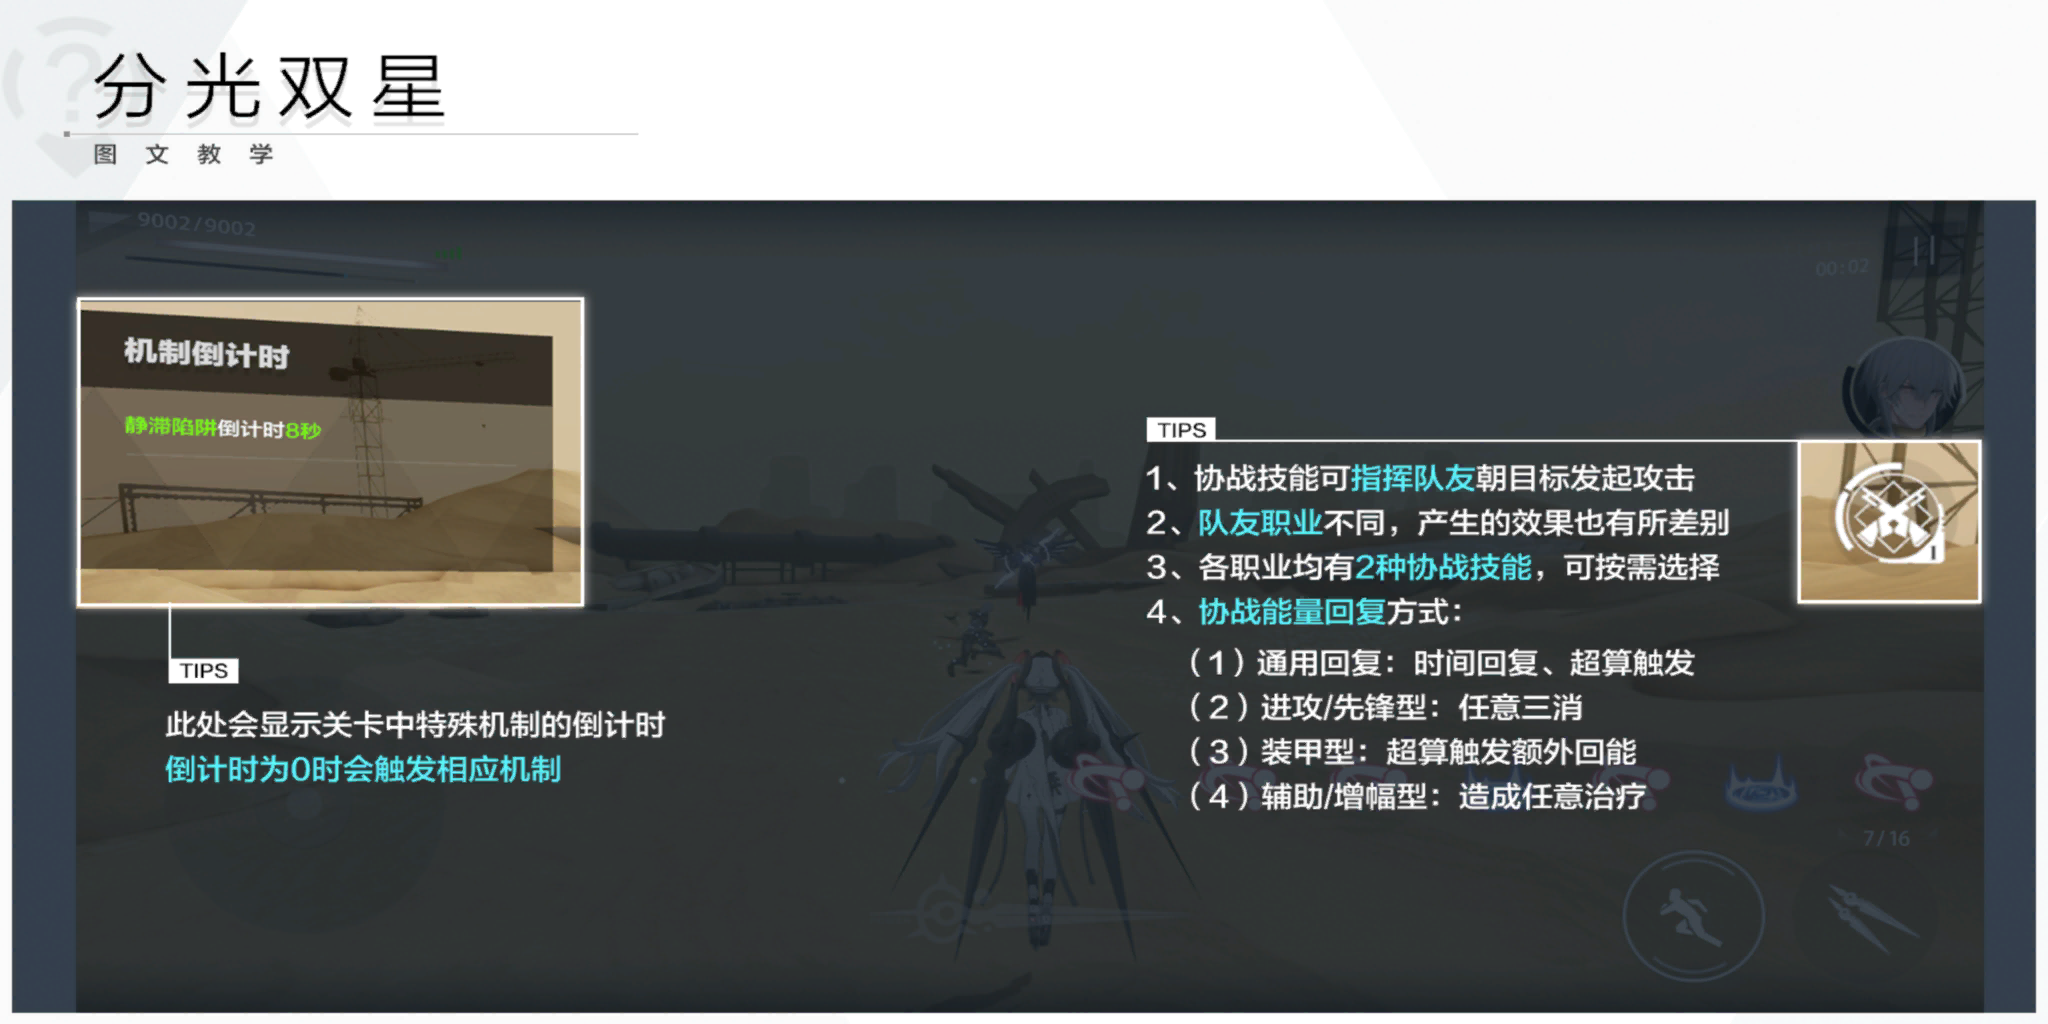 分光双星
图文教学
9002/9002
00:02
机制倒计时
静滞陷阱倒计时8秒
TIPS
此处会显示关卡中特殊机制的倒计时
倒计时为0时会触发相应机制
TIPS
1、协战技能可指挥队友朝目标发起攻击
2、队友职业不同，产生的效果也有所差别
3、各职业均有2种协战技能，可按需选择
4、协战能量回复方式：
（1）通用回复：时间回复、超算触发
（2）进攻/先锋型：任意三消
（3）装甲型：超算触发额外回能
（4）辅助/增幅型：造成任意治疗
7/16